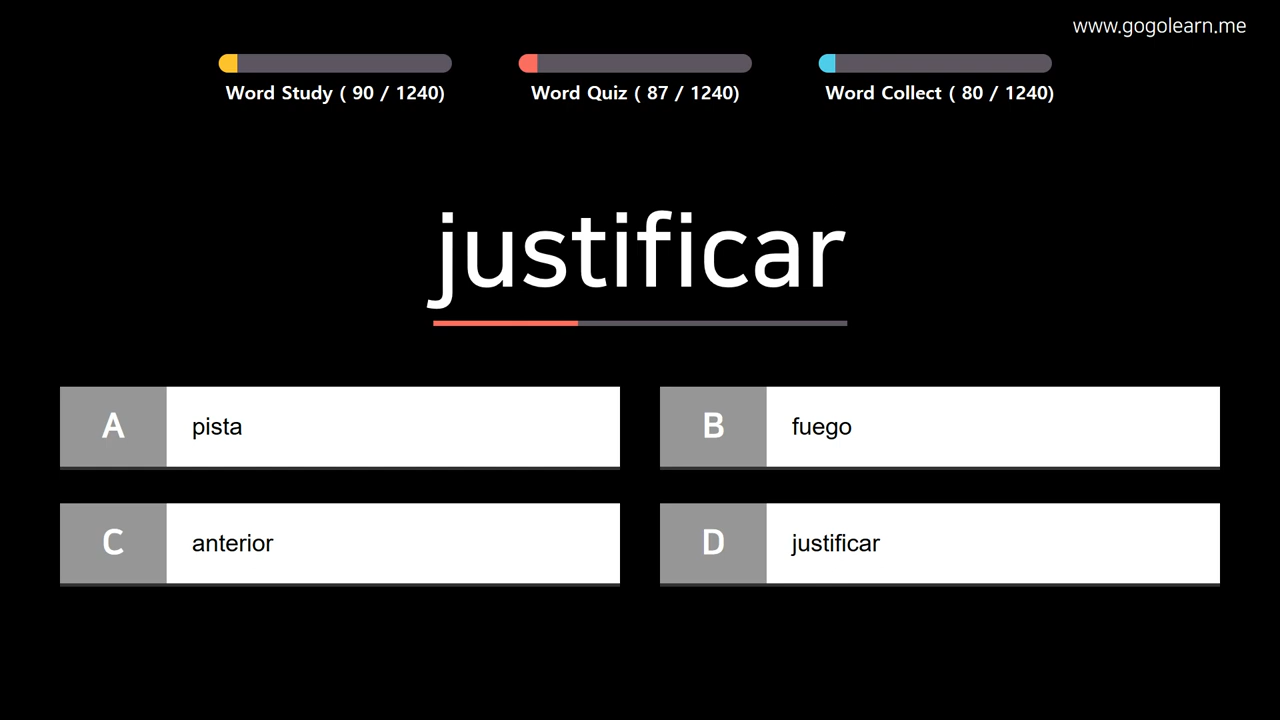 www.gogolearn.me
Word Study ( 90 / 1240)
Word Quiz ( 87 / 1240)
Word Collect ( 80 / 1240)
justificar
A
pista
B
fuego
C
anterior
D
justificar